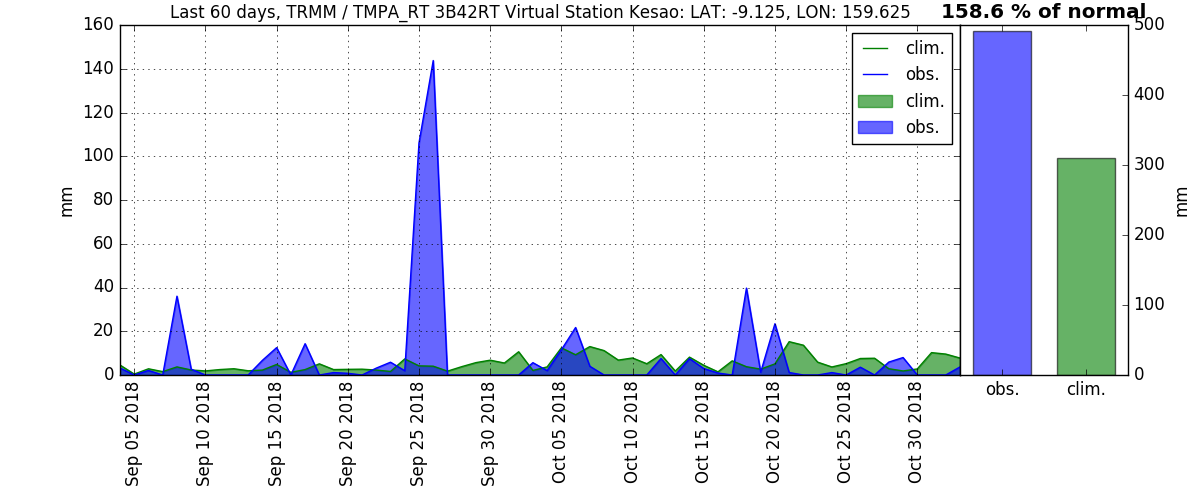 Last 60 days, TRMM / TMPA_RT 3B42RT Virtual Station Kesao: LAT: -9.125, LON: 159.625
158.6 % of normal
160
140
120
100
80
60
40
20
0
mm
clim.
obs.
clim.
obs.
Sep 05 2018
Sep 10 2018
Sep 15 2018
Sep 20 2018
Sep 25 2018
Sep 30 2018
Oct 05 2018
Oct 10 2018
Oct 15 2018
Oct 20 2018
Oct 25 2018
Oct 30 2018
500
400
300
200
100
0
mm
obs.
clim.